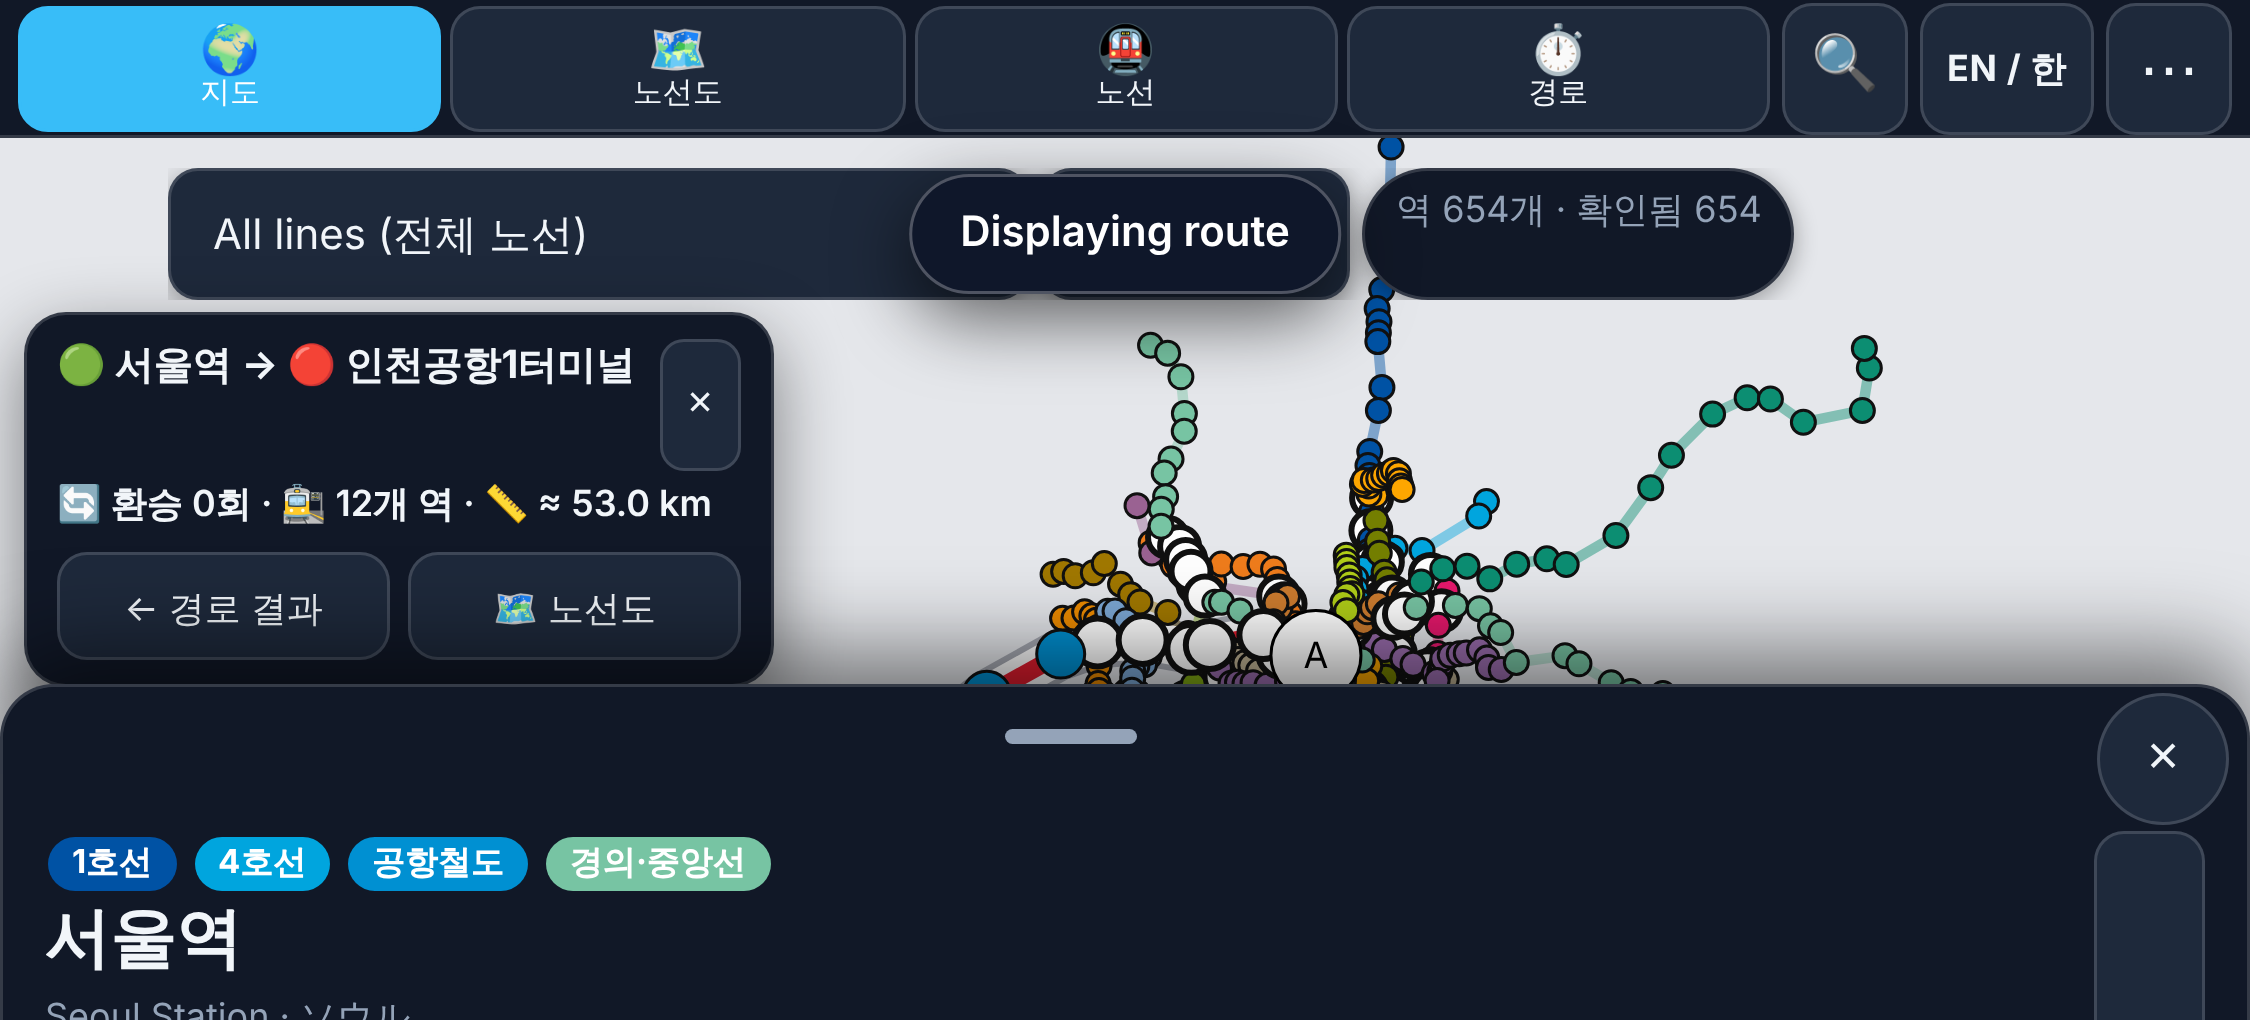 지도
노선도
노선
경로
EN / 한
...
All lines (전체 노선)
Displaying route
역 654개 · 확인됨 654
서울역 → 인천공항1터미널
×
환승 0회 · 12개 역 · ≈ 53.0 km
← 경로 결과
노선도
A
×
1호선
4호선
공항철도
경의·중앙선
서울역
Seoul Station · ソウル